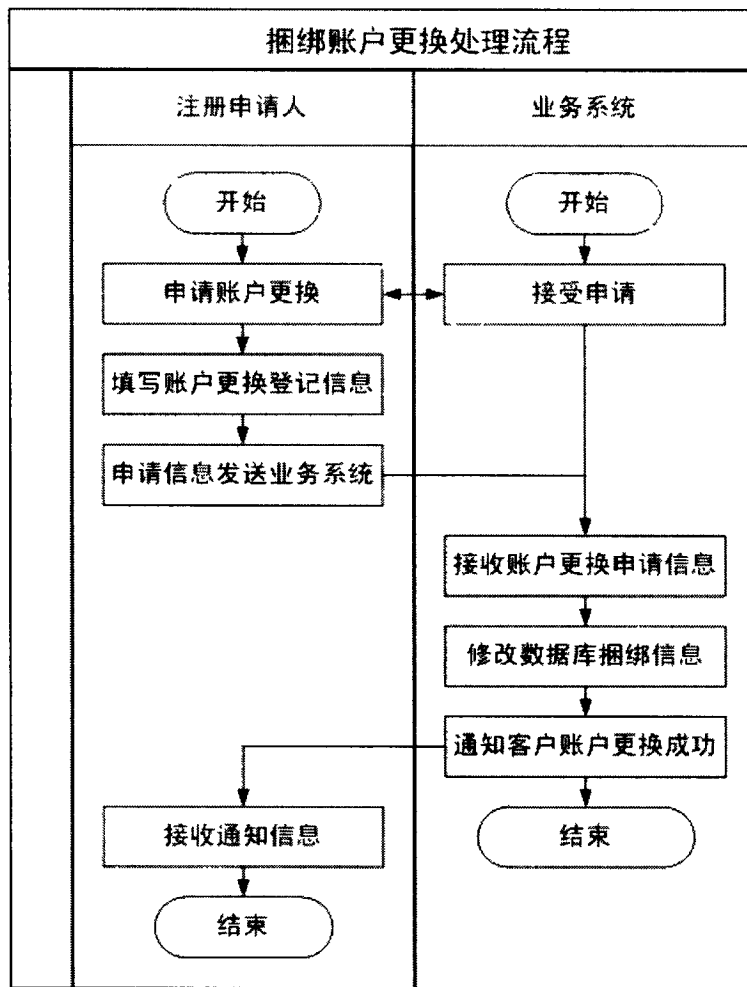 捆绑账户更换处理流程
注册申请人
业务系统
开始
开始
申请账户更换
接受申请
填写账户更换登记信息
申请信息发送业务系统
接收账户更换申请信息
修改数据库捆绑信息
通知客户账户更换成功
接收通知信息
结束
结束